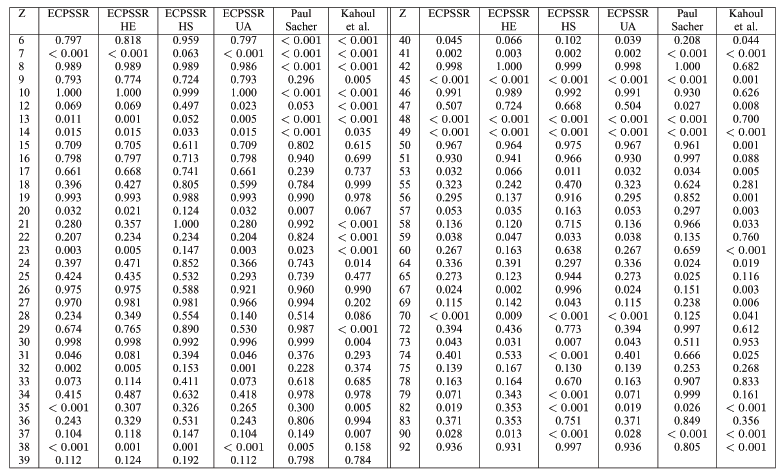 Z ECPSSR ECPSSR ECPSSR ECPSSR Paul Kahoul Z ECPSSR ECPSSR ECPSSR ECPSSR Paul Kahoul
HE HS UA Sacher et al. HE HS UA Sacher et al.
6 0.797 0.818 0.959 0.797 < 0.001 < 0.001 40 0.045 0.066 0.102 0.039 0.208 0.044
7 < 0.001 < 0.001 0.063 < 0.001 < 0.001 < 0.001 41 0.002 0.003 0.002 0.002 < 0.001 < 0.001
8 0.989 0.989 0.989 0.986 < 0.001 < 0.001 42 0.998 1.000 0.999 0.998 1.000 0.682
9 0.793 0.774 0.724 0.793 0.296 0.005 45 < 0.001 < 0.001 < 0.001 < 0.001 < 0.001 0.001
10 1.000 1.000 0.999 1.000 < 0.001 < 0.001 46 0.991 0.989 0.992 0.991 0.930 0.626
12 0.069 0.069 0.497 0.023 0.053 < 0.001 47 0.507 0.724 0.668 0.504 0.027 0.008
13 0.011 0.001 0.052 0.005 < 0.001 < 0.001 48 < 0.001 < 0.001 < 0.001 < 0.001 < 0.001 0.700
14 0.015 0.015 0.033 0.015 < 0.001 0.035 49 < 0.001 < 0.001 < 0.001 < 0.001 < 0.001 < 0.001
15 0.709 0.705 0.611 0.709 0.802 0.615 50 0.967 0.964 0.975 0.967 0.961 0.001
16 0.798 0.797 0.713 0.798 0.940 0.699 51 0.930 0.941 0.966 0.930 0.997 0.088
17 0.661 0.668 0.741 0.661 0.239 0.737 53 0.032 0.066 0.011 0.032 0.034 0.005
18 0.396 0.427 0.805 0.599 0.784 0.999 55 0.323 0.242 0.470 0.323 0.624 0.281
19 0.993 0.993 0.988 0.993 0.990 0.978 56 0.295 0.137 0.916 0.295 0.852 0.001
20 0.032 0.021 0.124 0.032 0.007 0.067 57 0.053 0.035 0.163 0.053 0.297 0.003
21 0.280 0.357 1.000 0.280 0.992 < 0.001 58 0.136 0.120 0.715 0.136 0.966 0.033
22 0.207 0.234 0.234 0.204 0.824 < 0.001 59 0.038 0.047 0.033 0.038 0.135 0.760
23 0.003 0.005 0.147 0.003 0.023 < 0.001 60 0.267 0.163 0.638 0.267 0.659 < 0.001
24 0.397 0.471 0.852 0.366 0.743 0.014 64 0.336 0.391 0.297 0.336 0.024 0.019
25 0.424 0.435 0.532 0.293 0.739 0.477 65 0.273 0.123 0.944 0.273 0.025 0.116
26 0.975 0.975 0.588 0.921 0.960 0.990 67 0.024 0.002 0.996 0.024 0.151 0.003
27 0.970 0.981 0.981 0.966 0.994 0.202 69 0.115 0.142 0.043 0.115 0.238 0.006
28 0.234 0.349 0.554 0.140 0.514 0.086 70 < 0.001 0.009 < 0.001 < 0.001 0.125 0.041
29 0.674 0.765 0.890 0.530 0.987 < 0.001 72 0.394 0.436 0.773 0.394 0.997 0.612
30 0.998 0.998 0.992 0.996 0.999 0.004 73 0.043 0.031 0.007 0.043 0.511 0.953
31 0.046 0.081 0.394 0.046 0.376 0.293 74 0.401 0.533 < 0.001 0.401 0.666 0.025
32 0.002 0.005 0.153 0.001 0.228 0.374 75 0.139 0.167 0.130 0.139 0.253 0.268
33 0.073 0.114 0.411 0.073 0.618 0.685 78 0.163 0.164 0.670 0.163 0.907 0.833
34 0.415 0.487 0.632 0.418 0.978 0.978 79 0.071 0.343 < 0.001 0.071 0.999 0.161
35 < 0.001 0.307 0.326 0.265 0.300 0.005 82 0.019 0.353 < 0.001 0.019 0.026 < 0.001
36 0.243 0.329 0.531 0.243 0.806 0.994 83 0.371 0.353 0.751 0.371 0.849 0.356
37 0.104 0.118 0.147 0.104 0.149 0.007 90 0.028 0.013 < 0.001 0.028 < 0.001 < 0.001
38 < 0.001 0.001 0.001 < 0.001 0.005 0.158 92 0.936 0.931 0.997 0.936 0.805 < 0.001
39 0.112 0.124 0.192 0.112 0.798 0.784